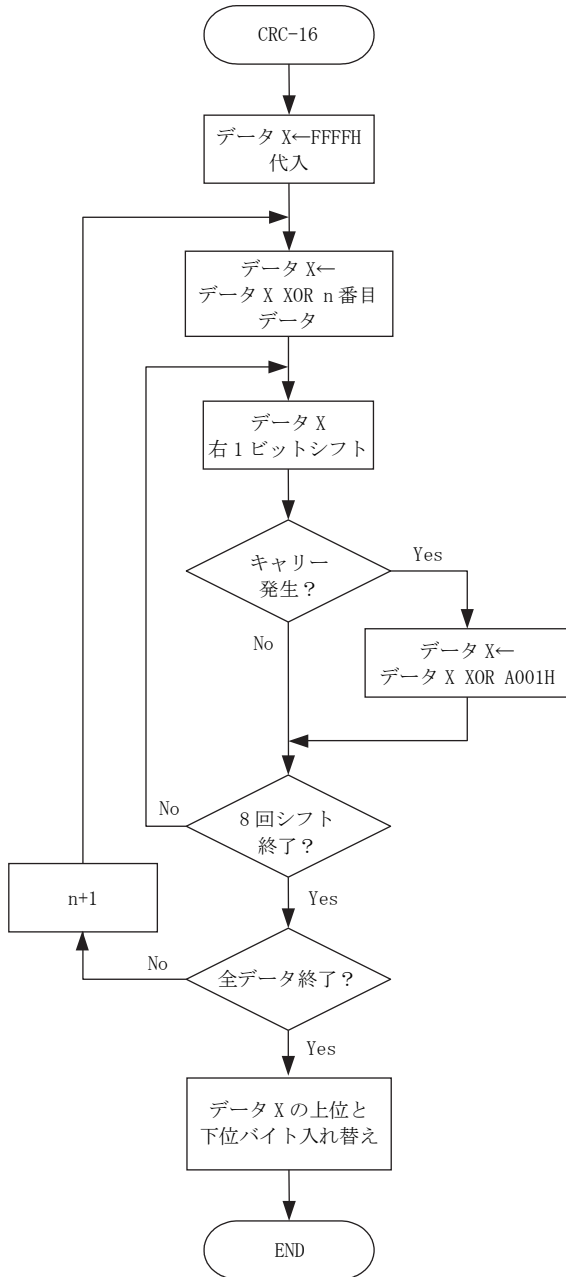 CRC-16
データ X←FFFFH
代入
データ X←
データ X XOR n 番目
データ
データ X
右 1 ビットシフト
キャリー
発生？
Yes
No
データ X←
データ X XOR A001H
No
8 回シフト
終了？
n+1
Yes
No
全データ終了？
Yes
データ X の上位と
下位バイト入れ替え
END